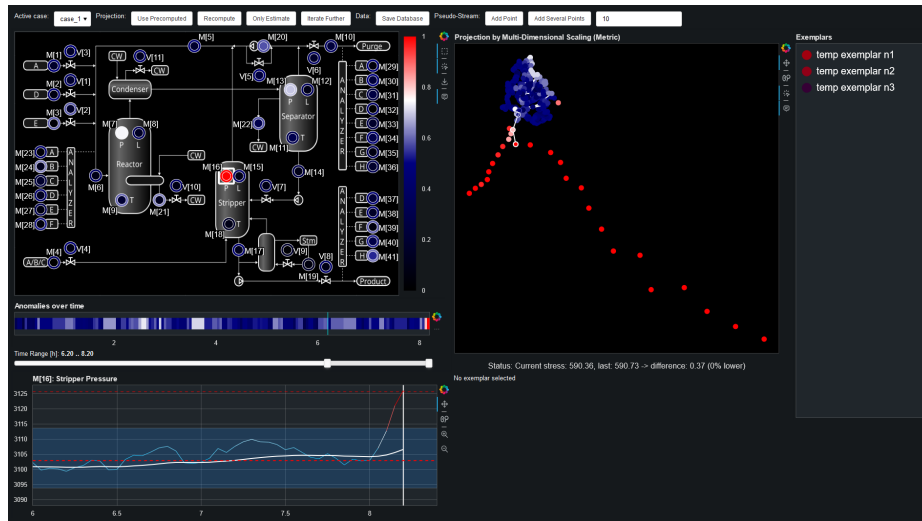 Active case: case_1 Projection: Use Precomputed Recompute Only Estimate Iterate Further Data: Save Database Pseudo-Stream: Add Point Add Several Points 10
M[5] M[20] M[10] Purge
M[1] V[3] V[11] CW V[5] V[6] M[29]
A CW A
M[2] V[1] M[30]
D Condenser M[13] M[12] B
M[31]
C
M[3] V[2] P L M[32]
E D
M[7] M[8] M[22] Separator M[33]
E
P L T M[34]
F
M[23] Reactor CW CW M[11] M[35]
A G
M[24] M[16] M[15] M[14] M[36]
B H
M[25] M[6] V[10] P L V[7]
C
M[26] T CW Stripper M[37]
D D
M[27] M[9] M[21] M[38]
E E
M[28] T M[39]
F F
ANALYZER
ANALYZER
ANALYZER
M[18] Stm M[40]
G
M[4] V[4] M[17] V[9] V[8] M[41]
A/B/C H
M[19] Product
1
0.8
0.6
0.4
0.2
0
Anomalies over time
2 4 6 8
Time Range [h]: 6.20 .. 8.20
M[16]: Stripper Pressure
3125
3120
3115
3110
3105
3100
3095
3090
6 6.5 7 7.5 8
Projection by Multi-Dimensional Scaling (Metric)
Status: Current stress: 590.36, last: 590.73 -> difference: 0.37 (0% lower)
No exemplar selected
Exemplars
temp exemplar n1
temp exemplar n2
temp exemplar n3